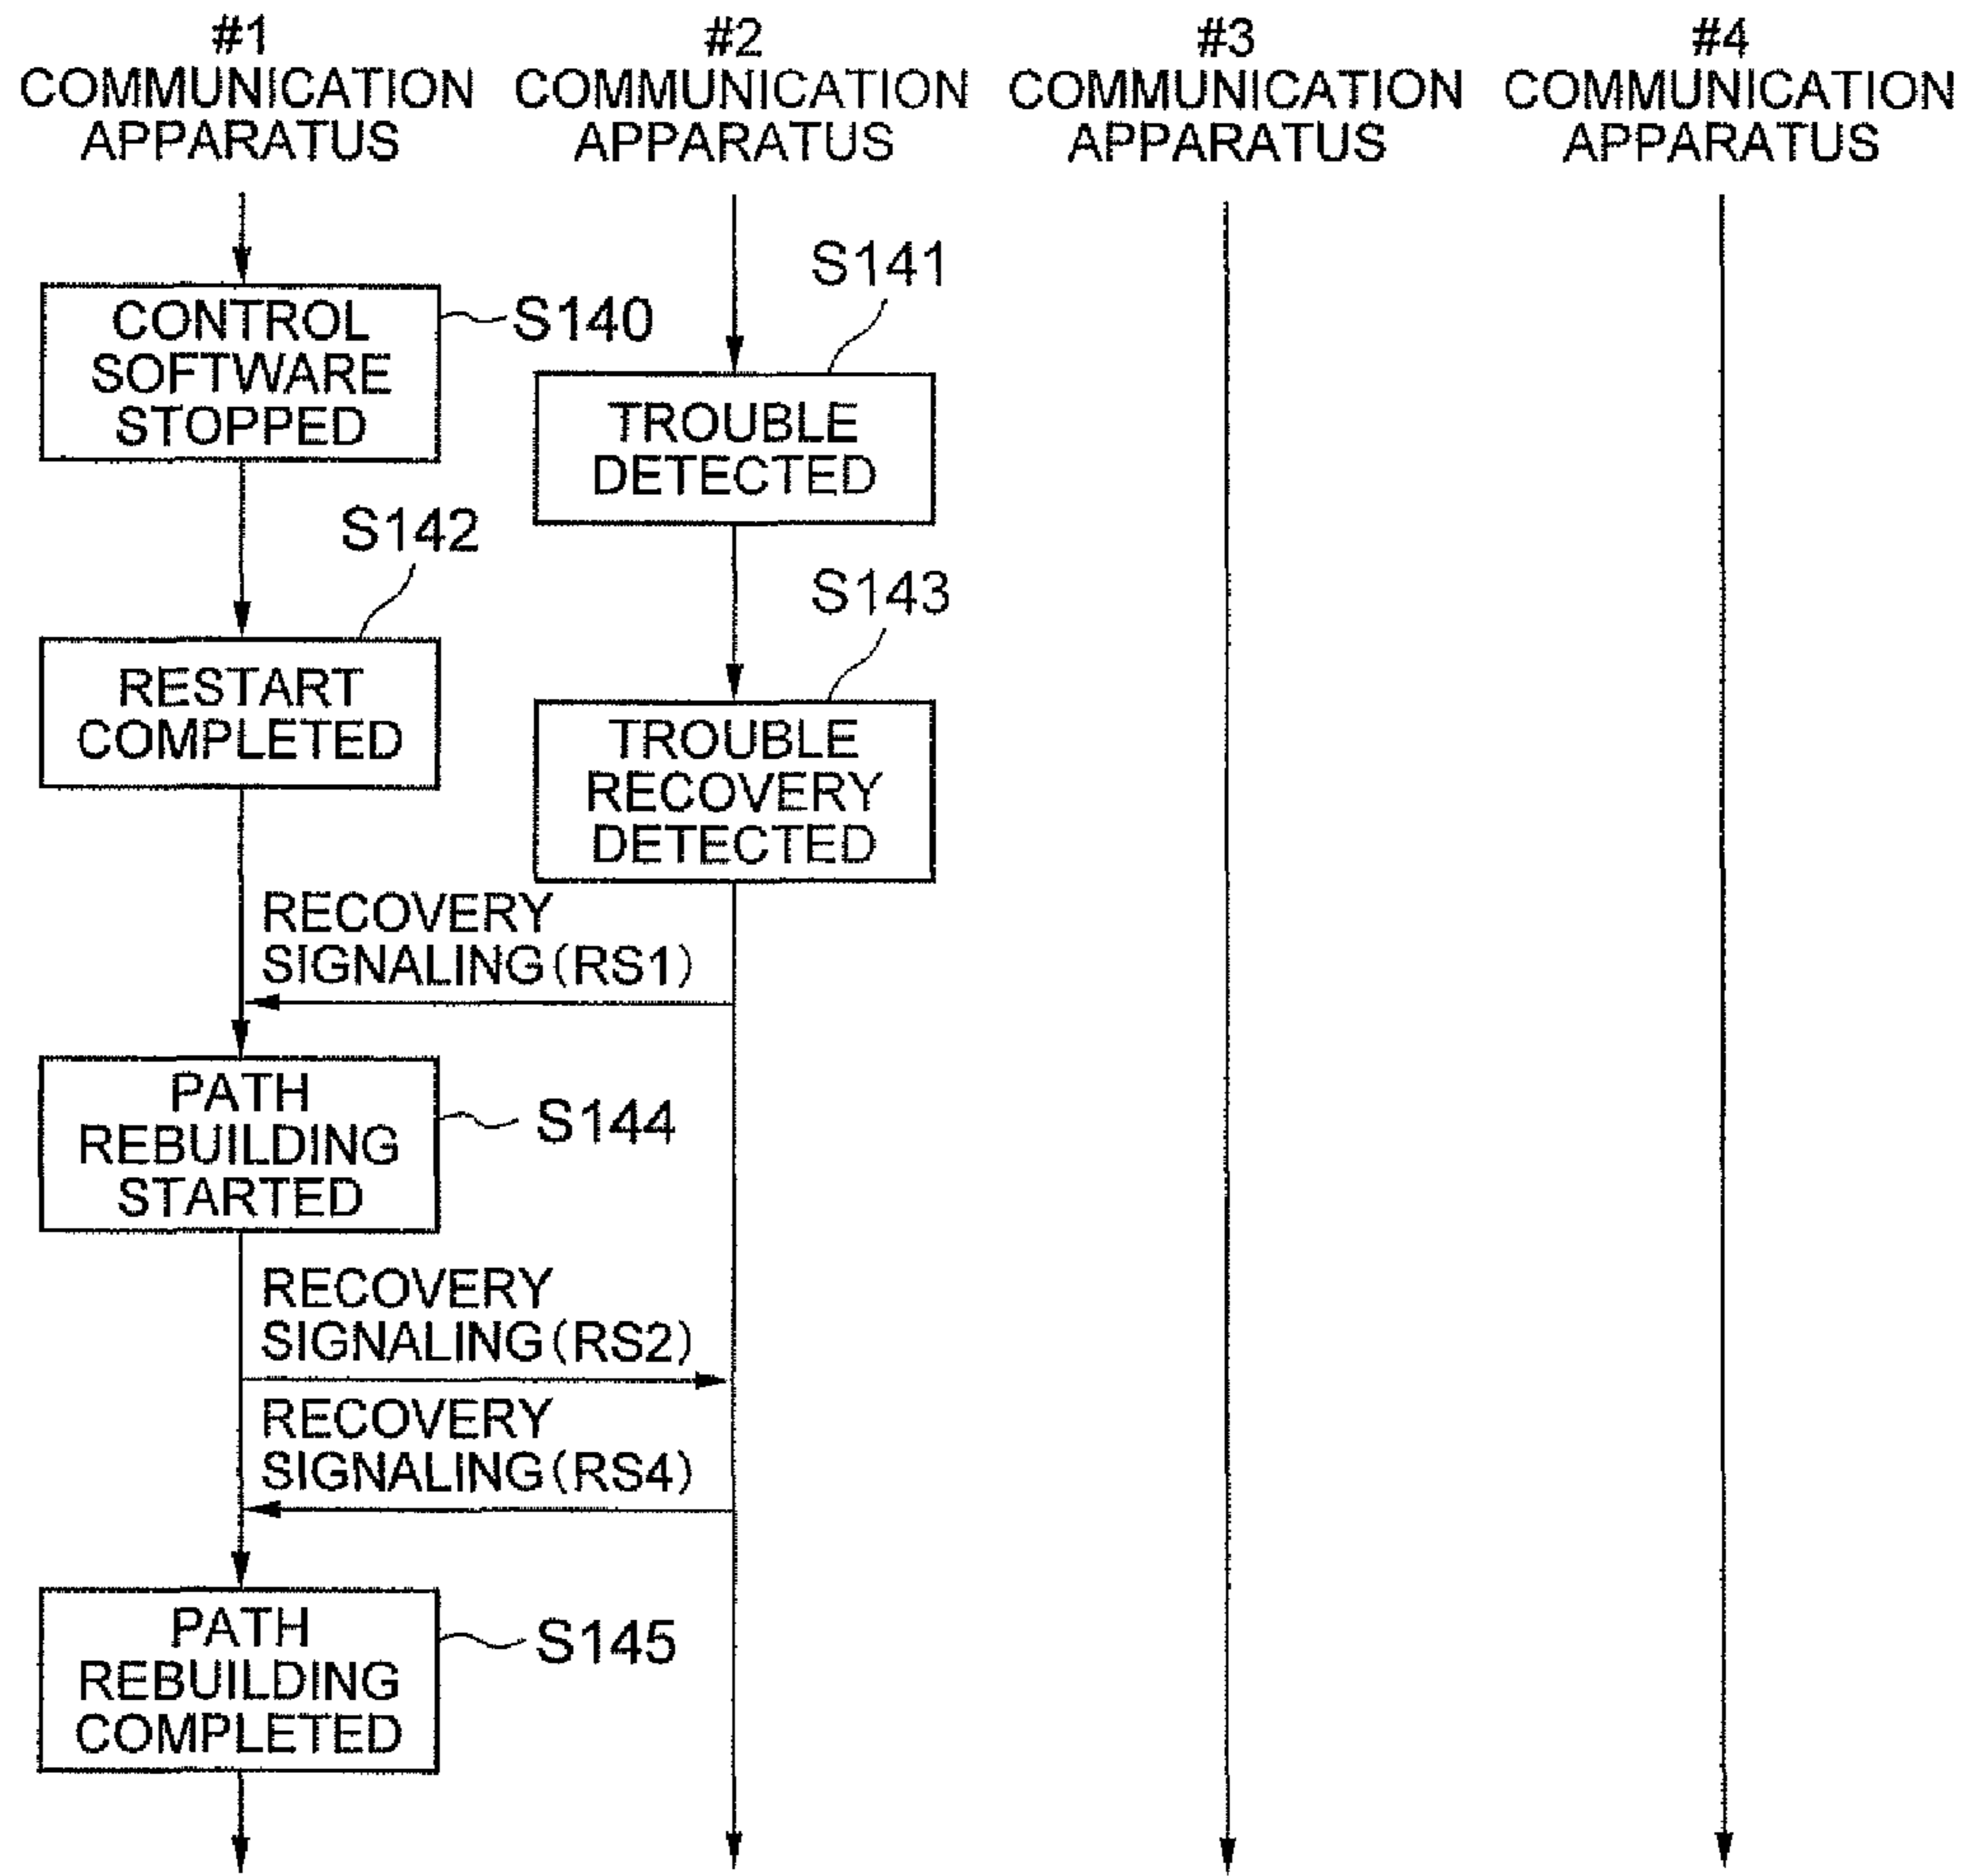 #1
COMMUNICATION
APPARATUS
#2
COMMUNICATION
APPARATUS
#3
COMMUNICATION
APPARATUS
#4
COMMUNICATION
APPARATUS
CONTROL
SOFTWARE
STOPPED
S140
S141
TROUBLE
DETECTED
S142
RESTART
COMPLETED
S143
TROUBLE
RECOVERY
DETECTED
RECOVERY
SIGNALING(RS1)
PATH
REBUILDING
STARTED
S144
RECOVERY
SIGNALING(RS2)
RECOVERY
SIGNALING(RS4)
PATH
REBUILDING
COMPLETED
S145